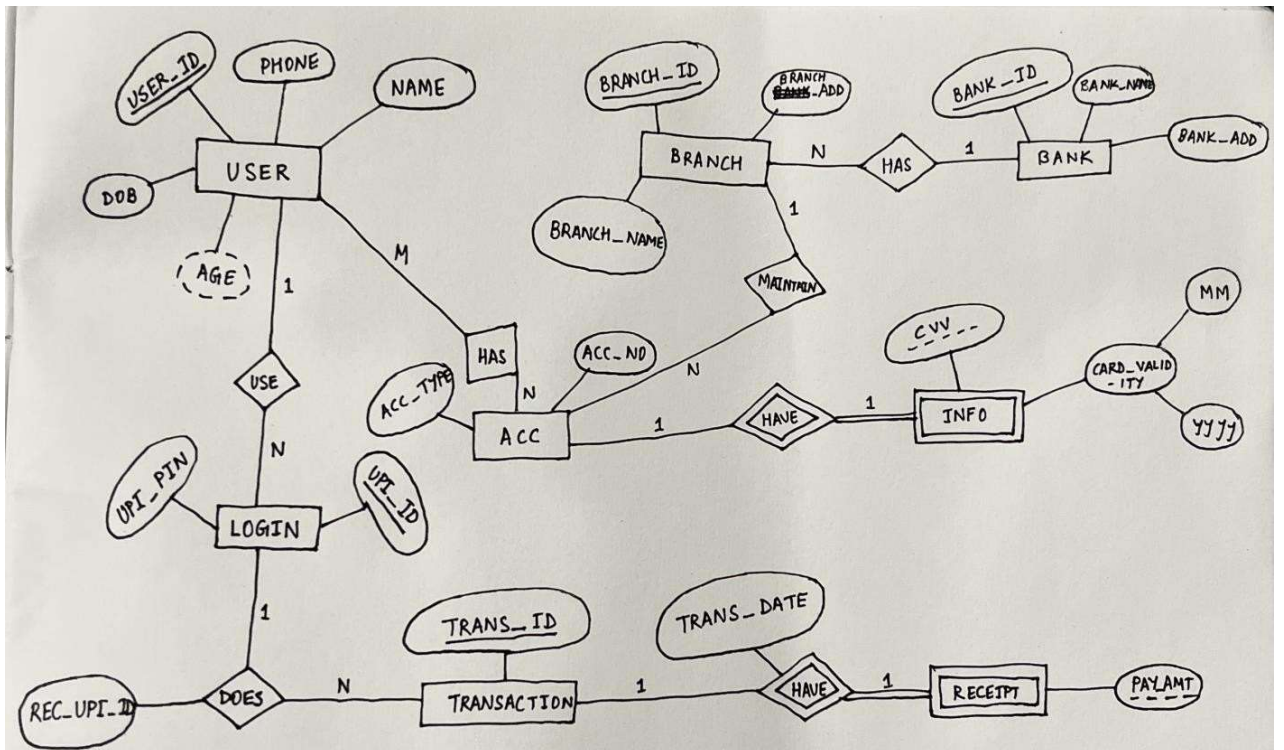 USER_ID
PHONE
NAME
USER
DOB
AGE
1
M
USE
N
UPI_PIN
UPI_ID
LOGIN
1
BRANCH_ID
BRANCH
BANK_ADD
BRANCH
BRANCH_NAME
N
HAS
1
BANK_ID
BANK_NAME
BANK_ADD
BANK
1
MAINTAIN
N
HAS
N
ACC_NO
ACC_TYPE
ACC
1
HAVE
1
CVV
INFO
CARD_VALID
-ITY
MM
YYYY
REC_UPI_ID
DOES
N
TRANS_ID
TRANSACTION
1
TRANS_DATE
HAVE
1
RECEIPT
PAY_AMT